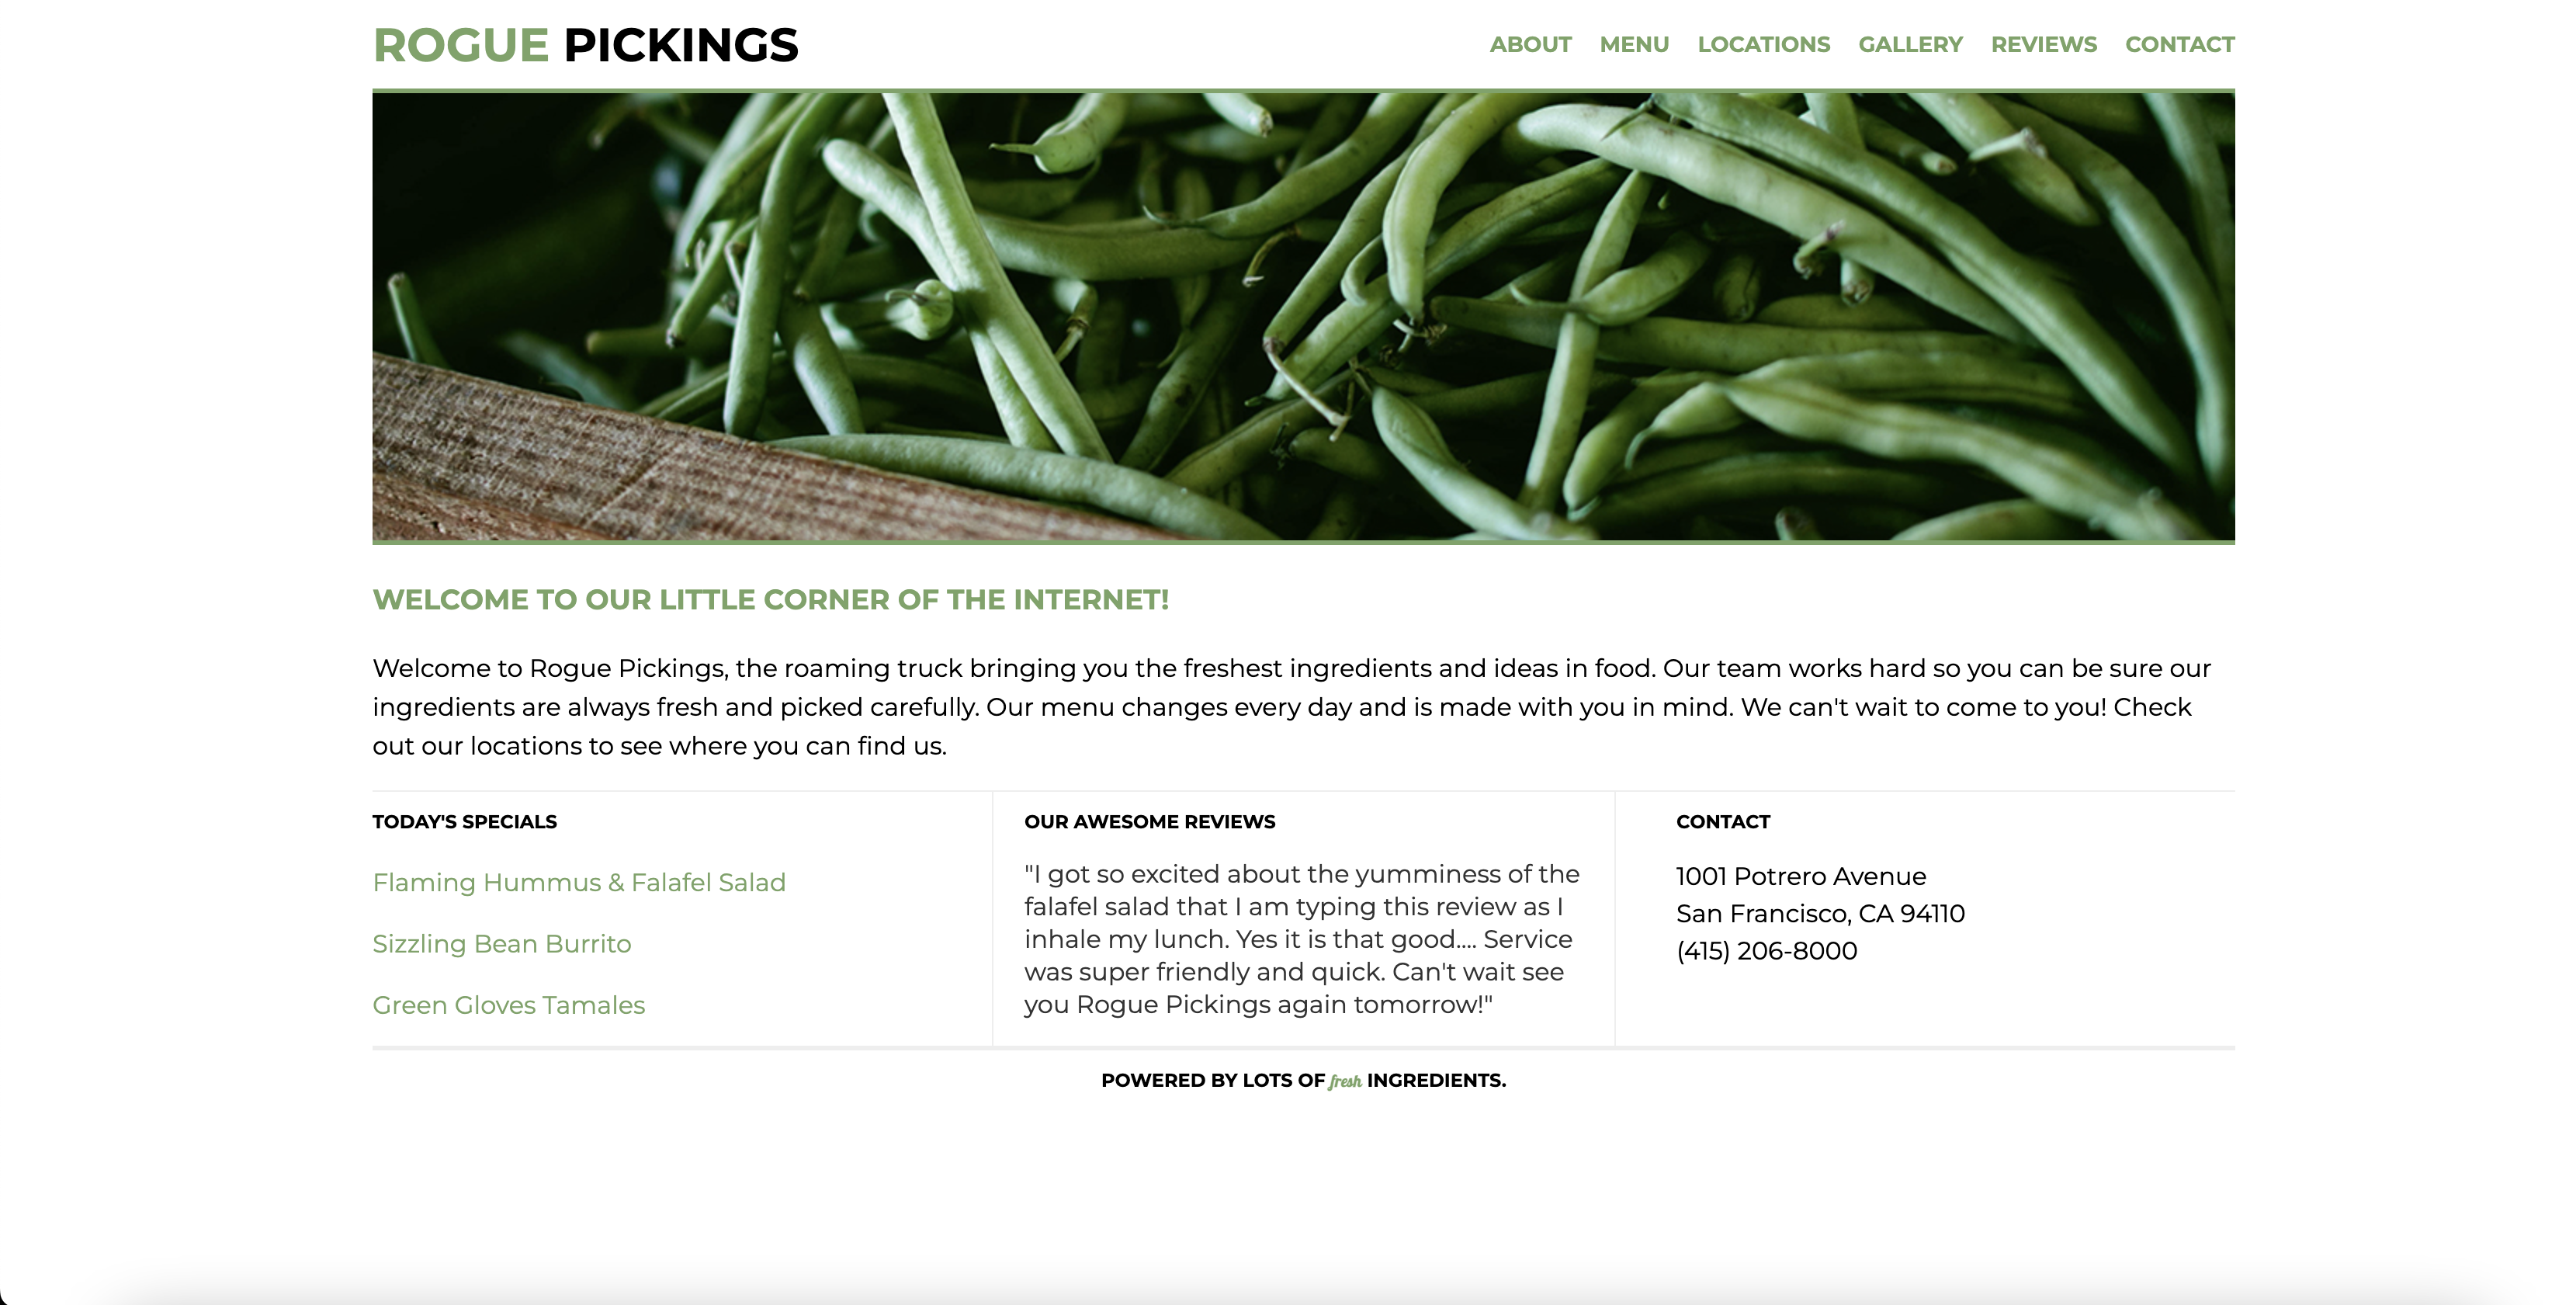 ROGUE PICKINGS
ABOUT MENU LOCATIONS GALLERY REVIEWS CONTACT
WELCOME TO OUR LITTLE CORNER OF THE INTERNET!
Welcome to Rogue Pickings, the roaming truck bringing you the freshest ingredients and ideas in food. Our team works hard so you can be sure our
ingredients are always fresh and picked carefully. Our menu changes every day and is made with you in mind. We can't wait to come to you! Check
out our locations to see where you can find us.
TODAY'S SPECIALS
Flaming Hummus & Falafel Salad
Sizzling Bean Burrito
Green Gloves Tamales
OUR AWESOME REVIEWS
"I got so excited about the yumminess of the
falafel salad that I am typing this review as I
inhale my lunch. Yes it is that good.... Service
was super friendly and quick. Can't wait see
you Rogue Pickings again tomorrow!"
CONTACT
1001 Potrero Avenue
San Francisco, CA 94110
(415) 206-8000
POWERED BY LOTS OF fresh INGREDIENTS.